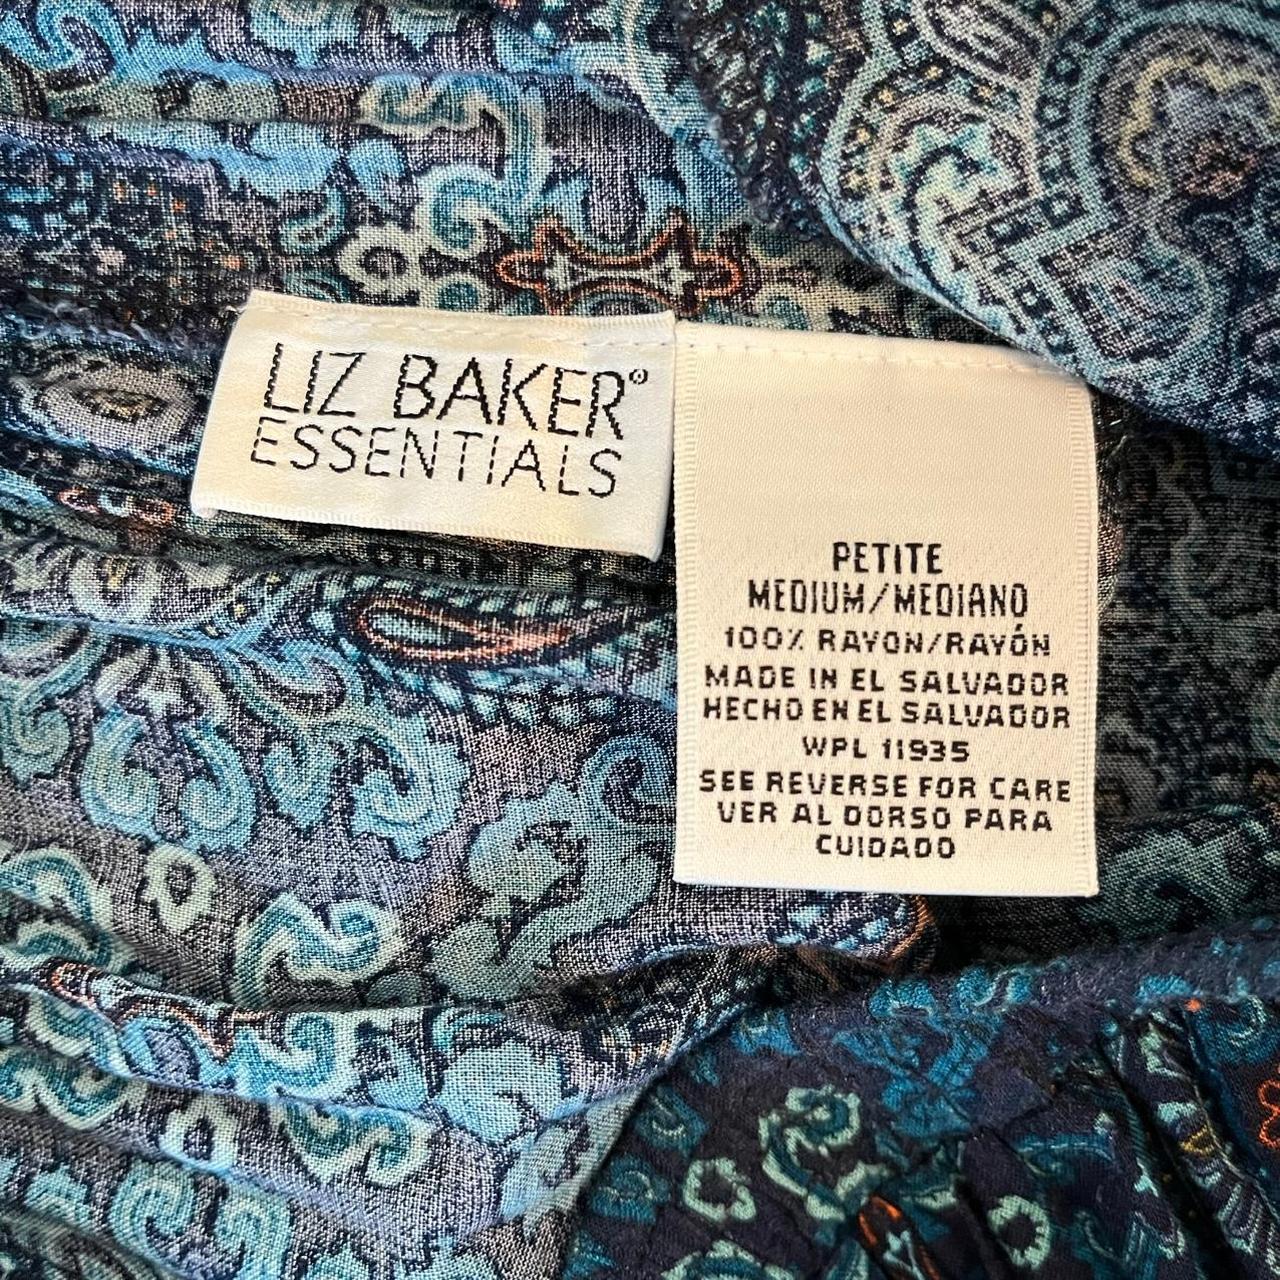 LIZ BAKER®
ESSENTIALS
PETITE
MEDIUM/MEDIANO
100% RAYON/RAYÓN
MADE IN EL SALVADOR
HECHO EN EL SALVADOR
WPL 11935
SEE REVERSE FOR CARE
VER AL DORSO PARA
CUIDADO